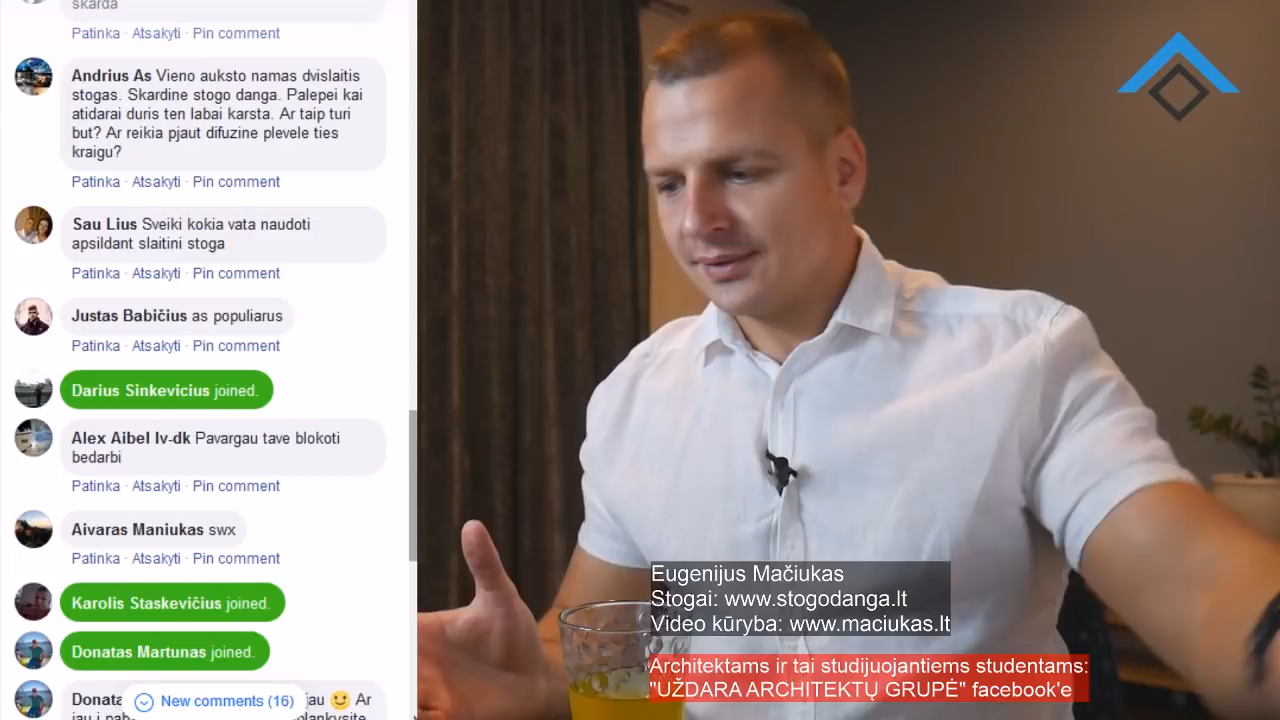 skarda
Patinka · Atsakyti · Pin comment
Andrius As Vieno auksto namas dvislaitis
stogas. Skardine stogo danga. Palepei kai
atidarai duris ten labai karsta. Ar taip turi
but? Ar reikia pjaut difuzine plevele ties
kraigu?
Patinka · Atsakyti · Pin comment
Sau Lius Sveiki kokia vata naudoti
apsildant slaitini stoga
Patinka · Atsakyti · Pin comment
Justas Babičius as populiarus
Patinka · Atsakyti · Pin comment
Darius Sinkevicius joined.
Alex Aibel lv-dk Pavargau tave blokoti
bedarbi
Patinka · Atsakyti · Pin comment
Aivaras Maniukas swx
Patinka · Atsakyti · Pin comment
Karolis Staskevičius joined.
Donatas Martunas joined.
Donata jau 🙂 Ar
New comments (16)
Eugenijus Mačiukas
Stogai: www.stogodanga.lt
Video kūryba: www.maciukas.lt
Architektams ir tai studijuojantiems studentams:
"UŽDARA ARCHITEKTŲ GRUPĖ" facebook'e